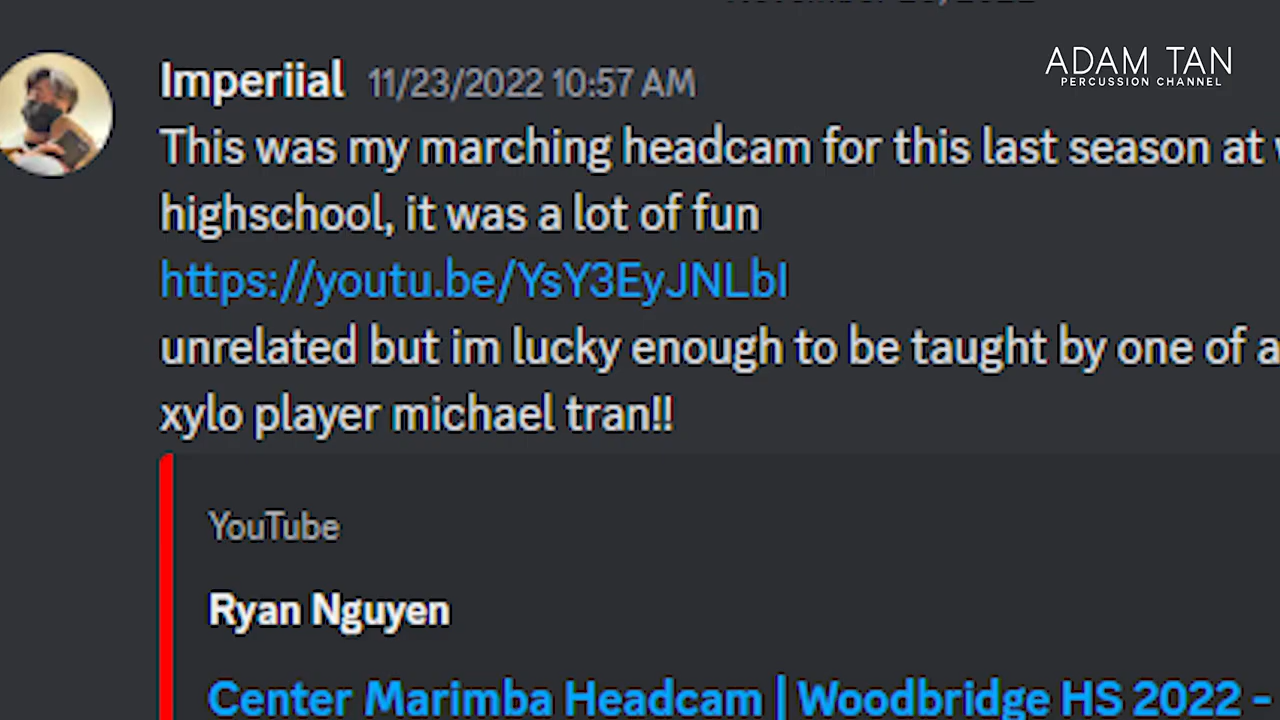 ADAM TAN
PERCUSSION CHANNEL
Imperiial 11/23/2022 10:57 AM
This was my marching headcam for this last season at
highschool, it was a lot of fun
https://youtu.be/YsY3EyJNLbI
unrelated but im lucky enough to be taught by one of a
xylo player michael tran!!
YouTube
Ryan Nguyen
Center Marimba Headcam | Woodbridge HS 2022 -